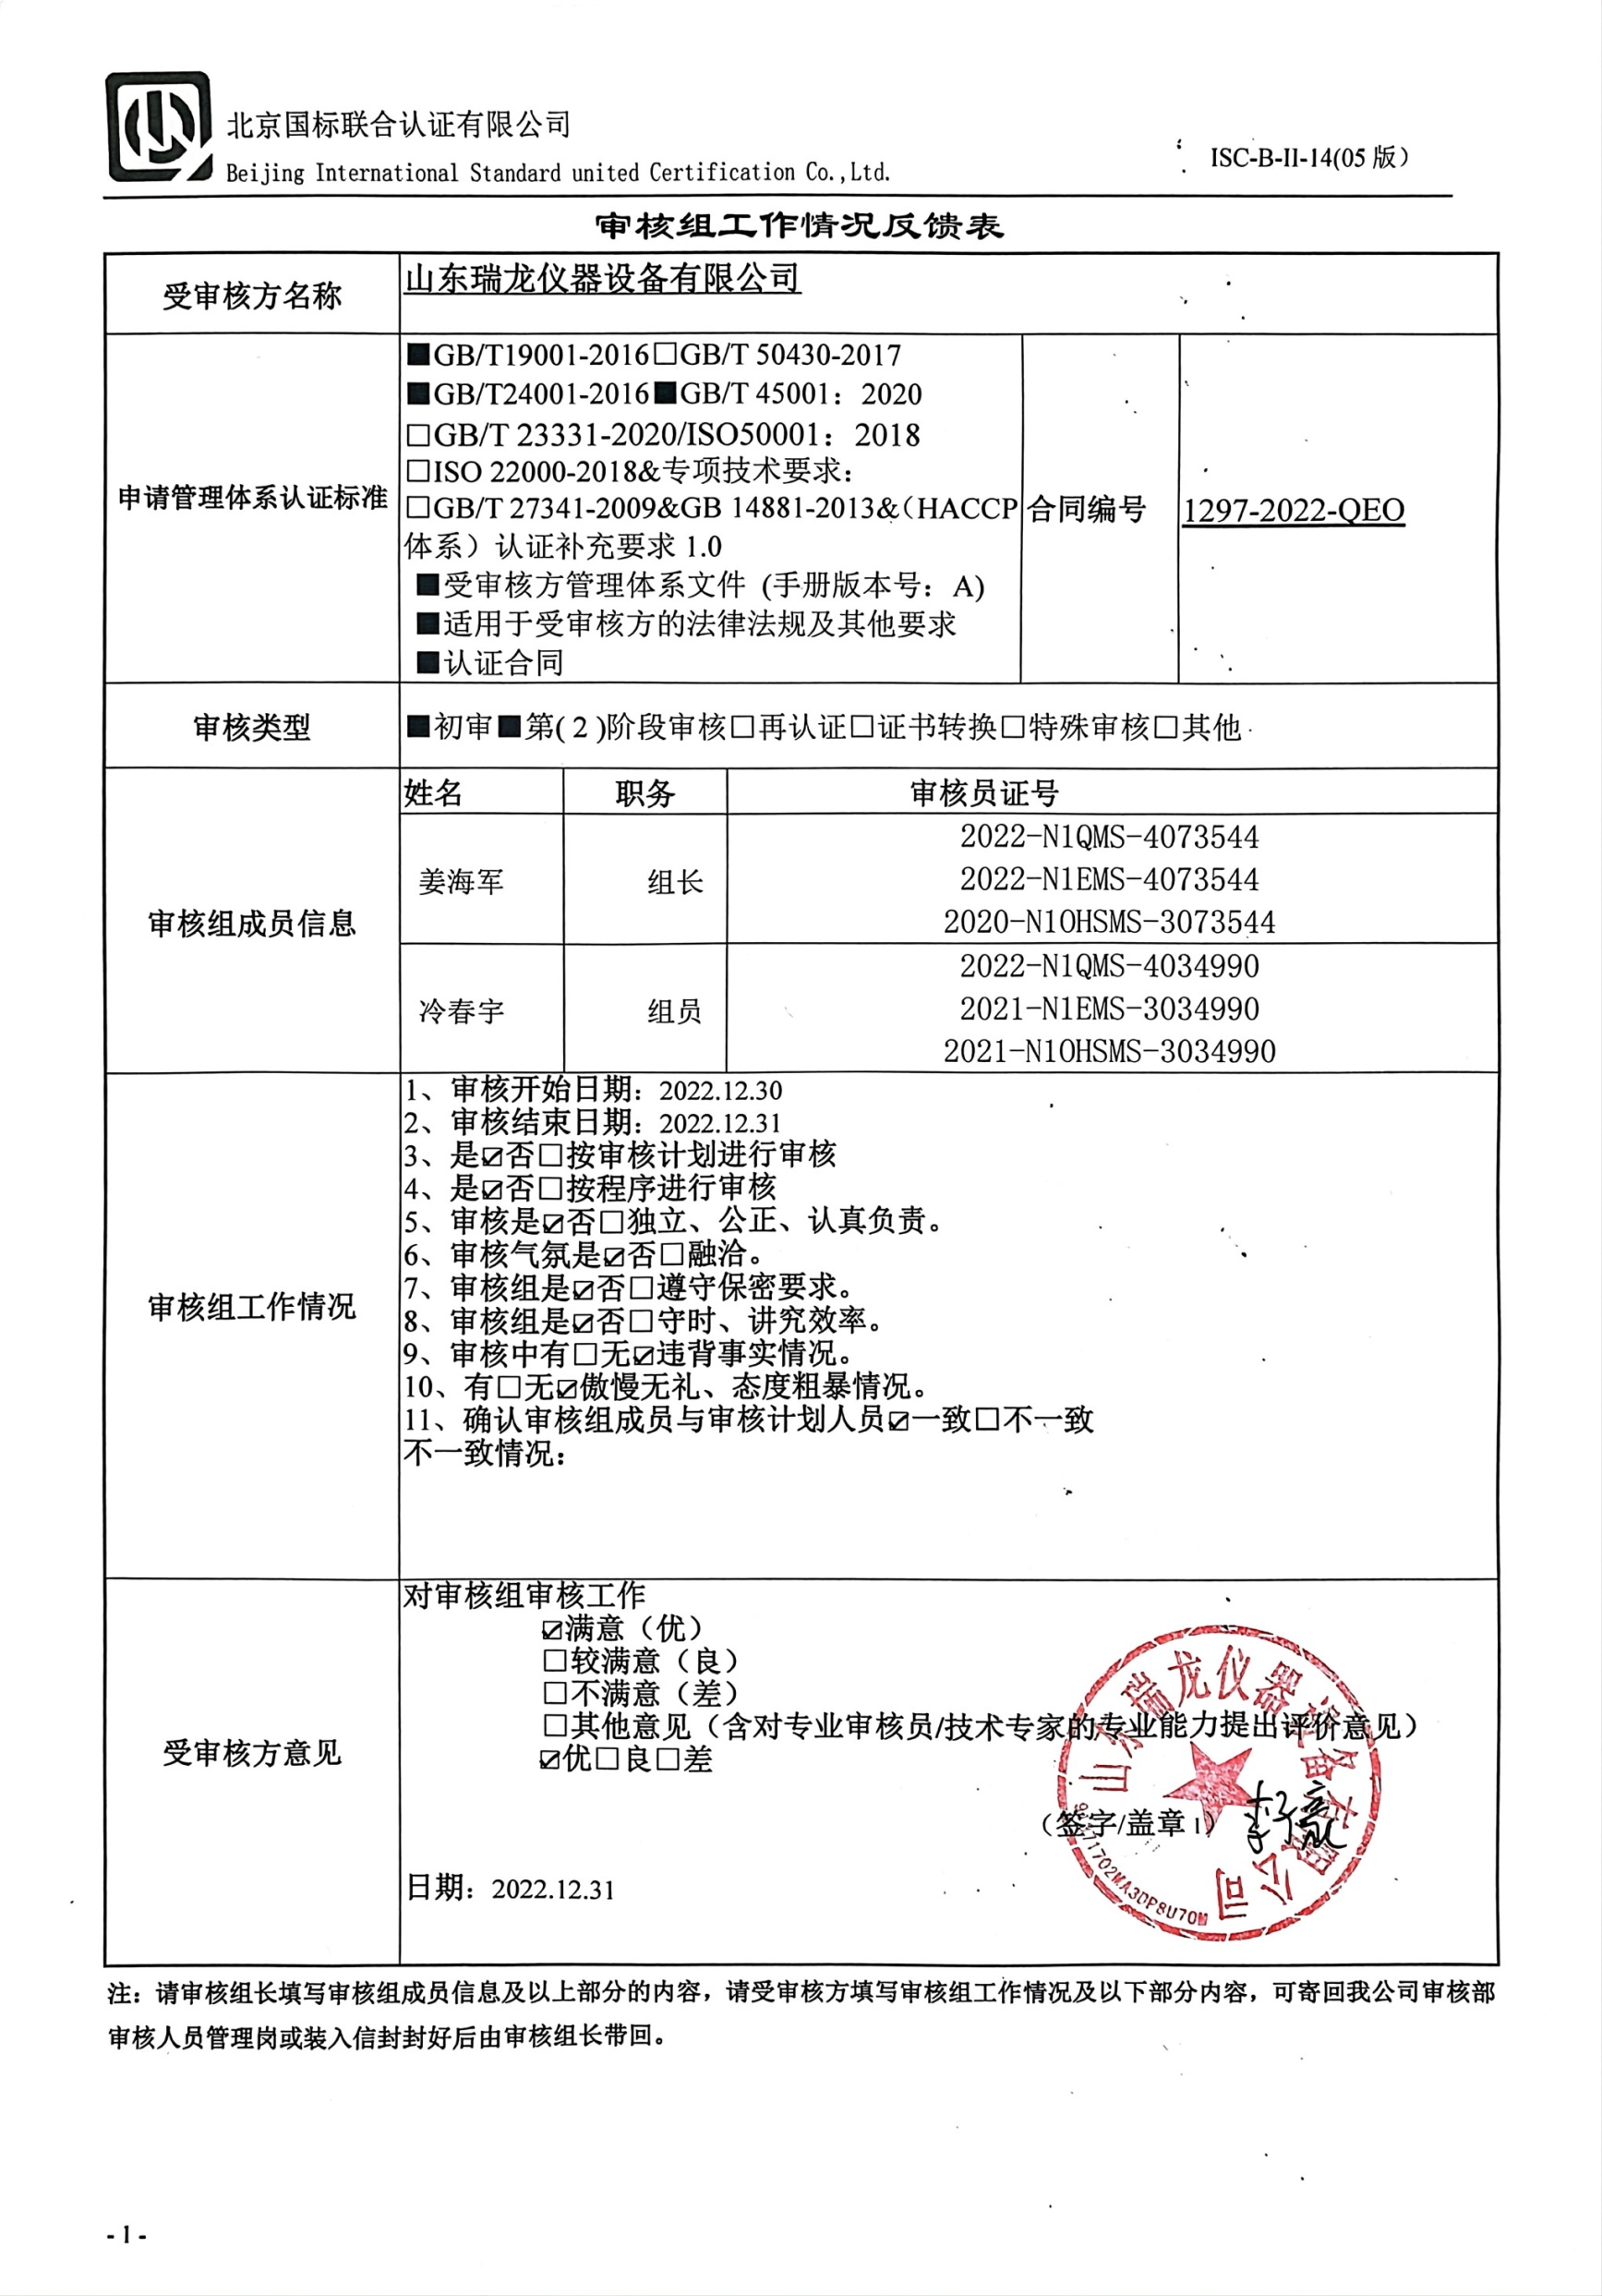 北京国标联合认证有限公司
Beijing International Standard united Certification Co.,Ltd.
ISC-B-II-14(05 版)
审核组工作情况反馈表
受审核方名称
山东瑞龙仪器设备有限公司
申请管理体系认证标准
■GB/T19001-2016□GB/T 50430-2017
■GB/T24001-2016■GB/T 45001：2020
□GB/T 23331-2020/ISO50001：2018
□ISO 22000-2018&专项技术要求:
□GB/T 27341-2009&GB 14881-2013&（HACCP
体系）认证补充要求 1.0
■受审核方管理体系文件 (手册版本号：A)
■适用于受审核方的法律法规及其他要求
■认证合同
合同编号
1297-2022-QEO
审核类型
■初审■第( 2 )阶段审核□再认证□证书转换□特殊审核□其他
审核组成员信息
姓名 职务 审核员证号
姜海军 组长
2022-N1QMS-4073544
2022-N1EMS-4073544
2020-N1OHSMS-3073544
冷春宇 组员
2022-N1QMS-4034990
2021-N1EMS-3034990
2021-N1OHSMS-3034990
审核组工作情况
1、审核开始日期：2022.12.30
2、审核结束日期：2022.12.31
3、是☑否□按审核计划进行审核
4、是☑否□按程序进行审核
5、审核是☑否□独立、公正、认真负责。
6、审核气氛是☑否□融洽。
7、审核组是☑否□遵守保密要求。
8、审核组是☑否□守时、讲究效率。
9、审核中有□无☑违背事实情况。
10、有□无☑傲慢无礼、态度粗暴情况。
11、确认审核组成员与审核计划人员☑一致□不一致
不一致情况：
受审核方意见
对审核组审核工作
☑满意（优）
□较满意（良）
□不满意（差）
□其他意见（含对专业审核员/技术专家的专业能力提出评价意见）
☑优□良□差
（签字/盖章）
日期：2022.12.31
山东瑞龙仪器设备有限公司
注：请审核组长填写审核组成员信息及以上部分的内容，请受审核方填写审核组工作情况及以下部分内容，可寄回我公司审核部
审核人员管理岗或装入信封封好后由审核组长带回。
- 1 -